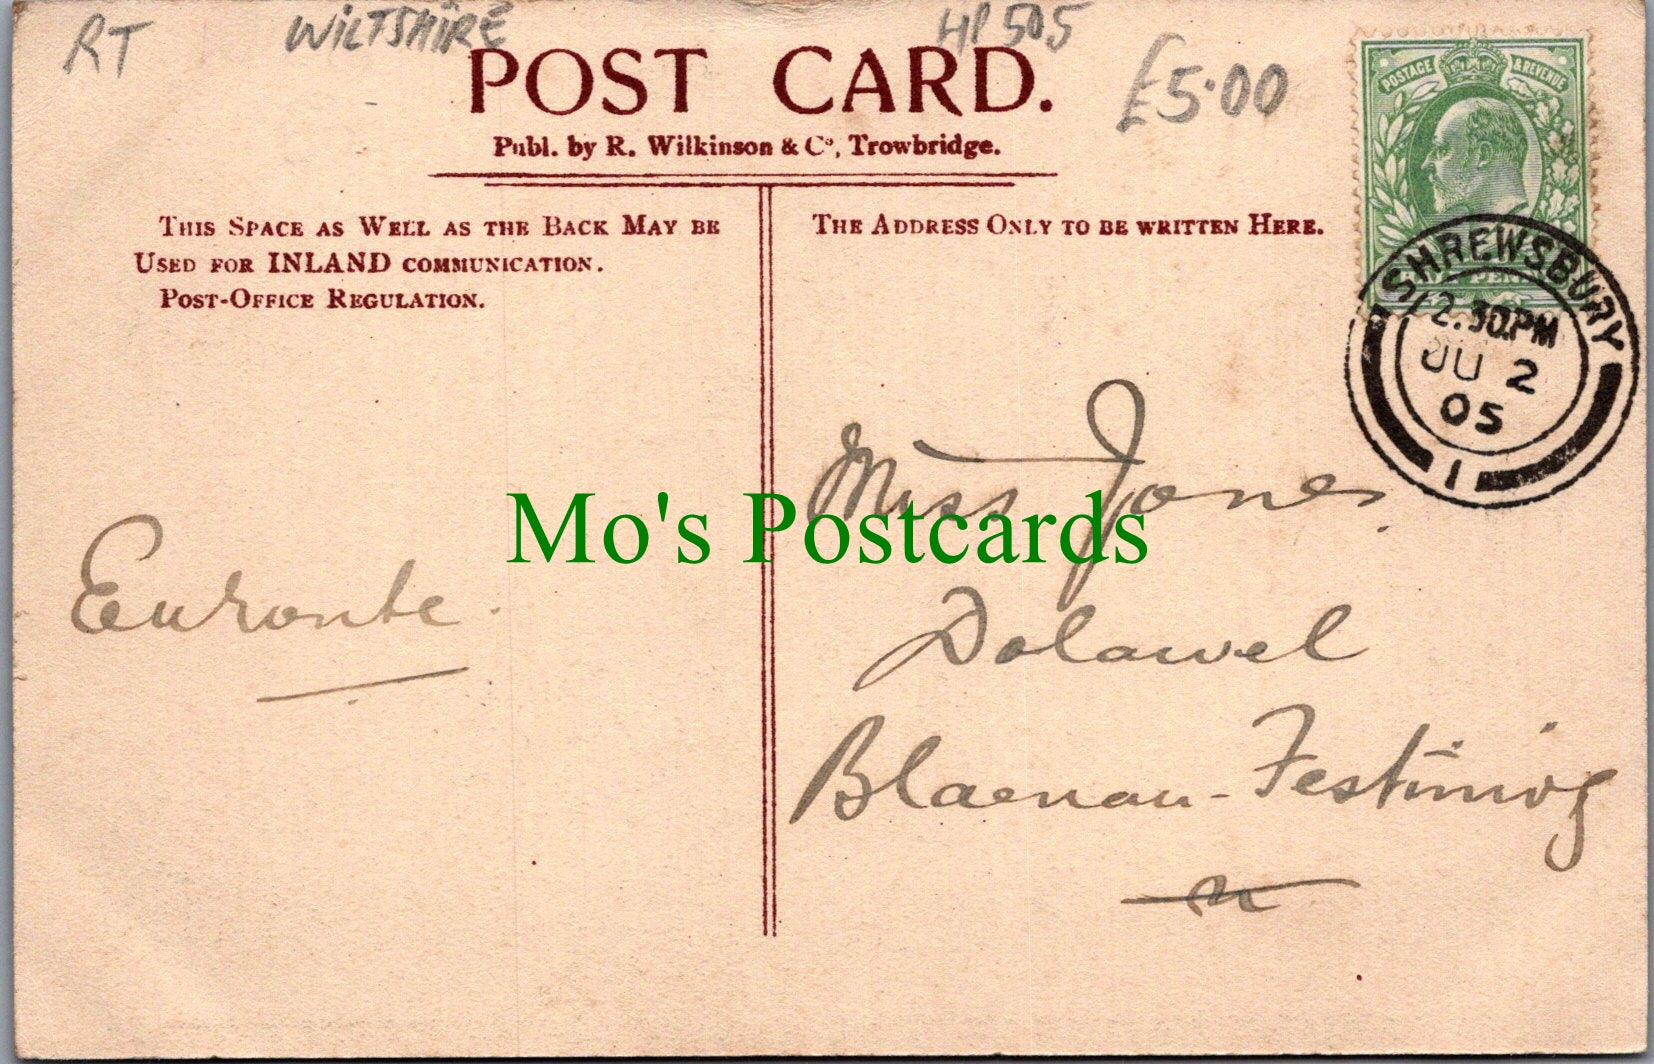 RT WILTSHIRE HP 505
£5.00
POST CARD.
Publ. by R. Wilkinson & Co, Trowbridge.
THIS SPACE AS WELL AS THE BACK MAY BE
USED FOR INLAND COMMUNICATION.
POST-OFFICE REGULATION.
THE ADDRESS ONLY TO BE WRITTEN HERE.
POSTAGE & REVENUE
SHREWSBURY
12.30PM
JU 2
05
1
Enroute.
Miss Jones.
Dolawel
Blaenau-Festiniog
Mo's Postcards